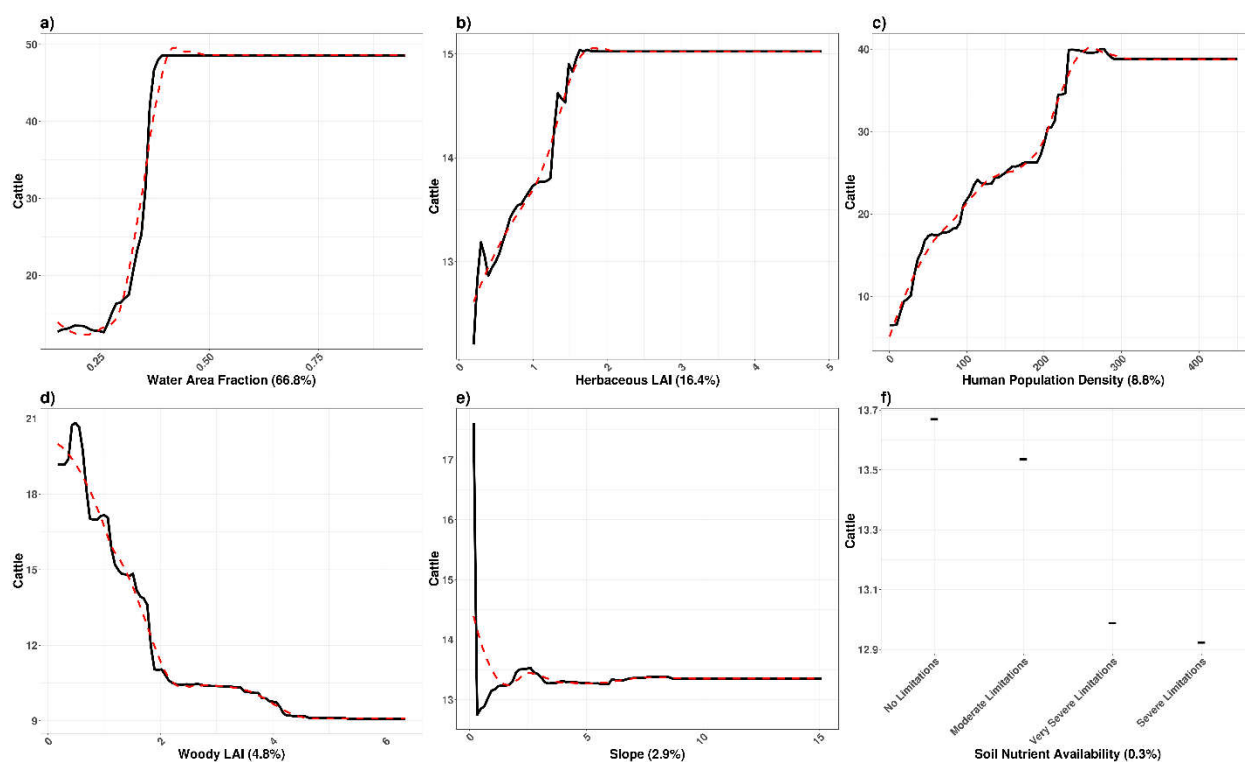 a)
50
40
30
20
Cattle
0.25
0.50
0.75
Water Area Fraction (66.8%)
b)
15
14
13
Cattle
0
1
2
3
4
5
Herbaceous LAI (16.4%)
c)
40
30
20
10
Cattle
0
100
200
300
400
Human Population Density (8.8%)
d)
21
18
15
12
9
Cattle
0
2
4
6
Woody LAI (4.8%)
e)
17
16
15
14
13
Cattle
0
5
10
15
Slope (2.9%)
f)
13.7
13.5
13.3
13.1
12.9
Cattle
No Limitations
Moderate Limitations
Very Severe Limitations
Severe Limitations
Soil Nutrient Availability (0.3%)